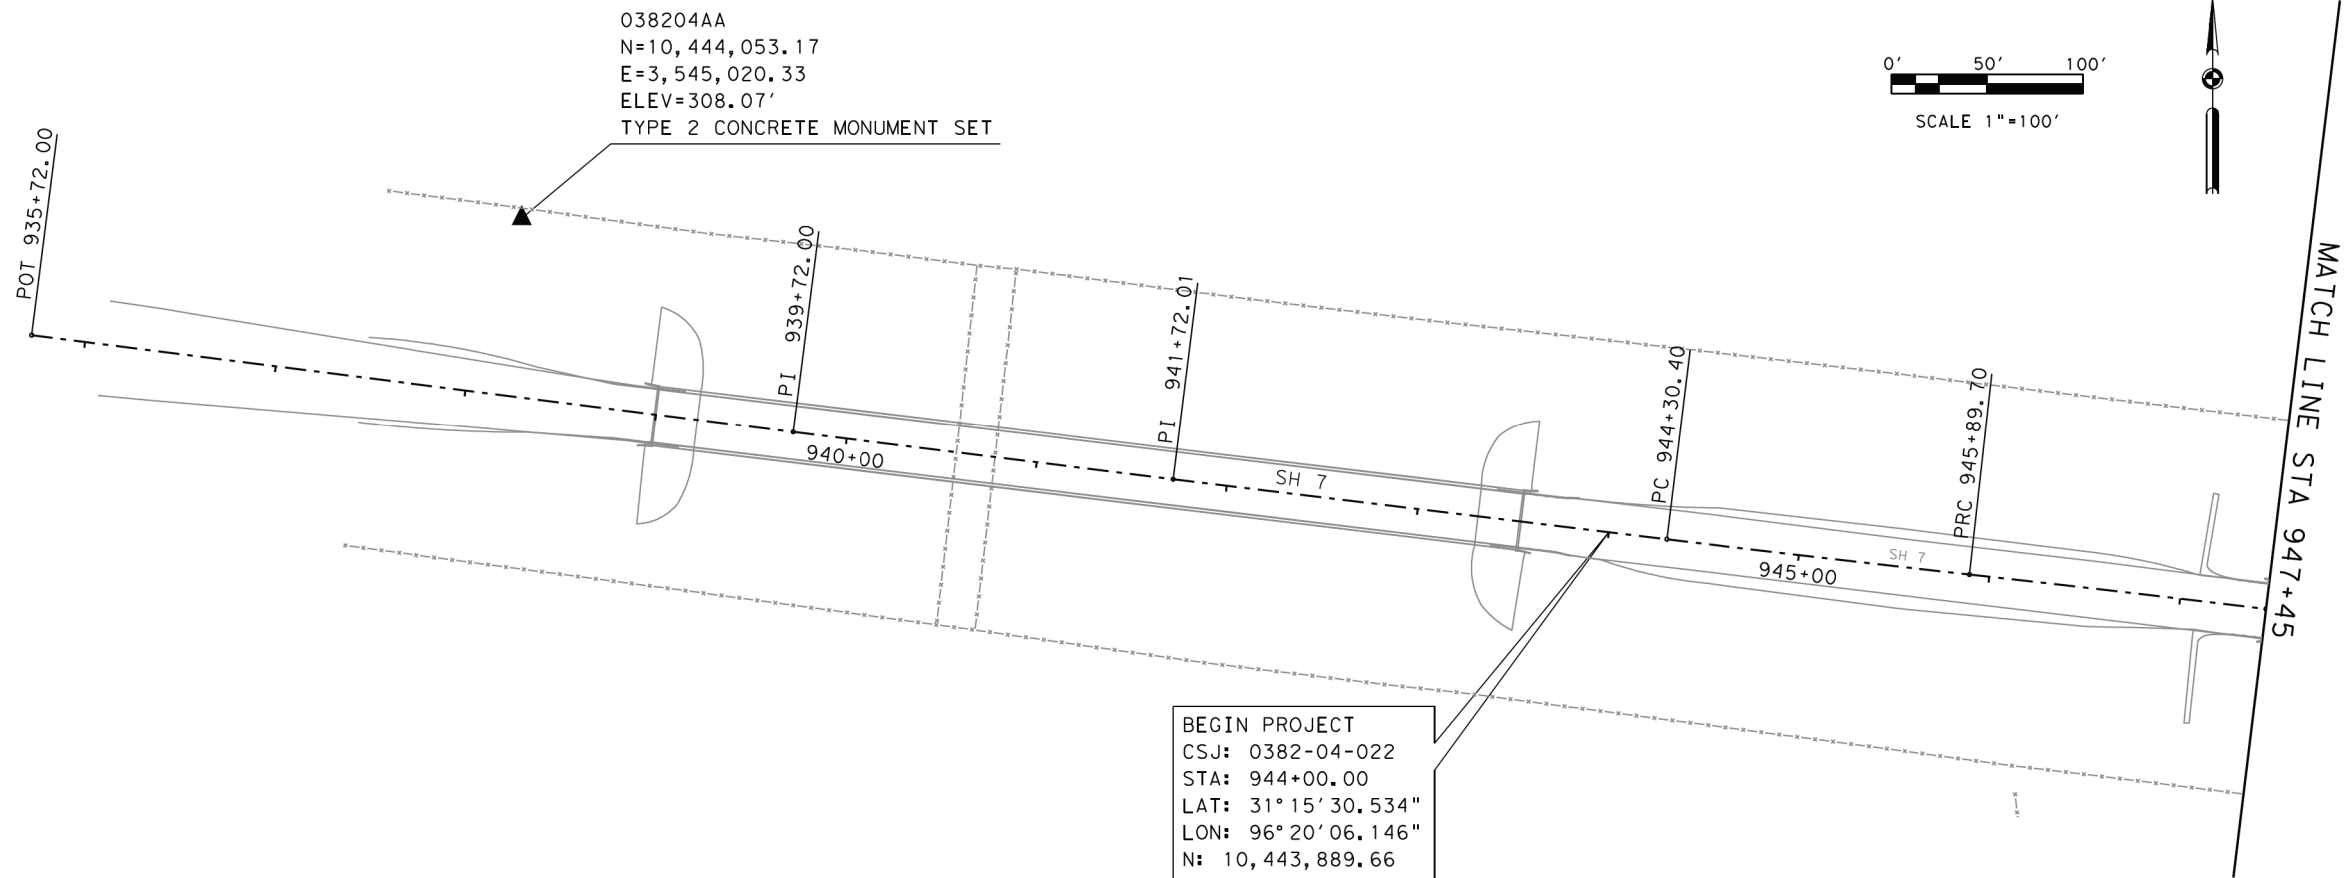 038204AA
N=10,444,053.17
E=3,545,020.33
ELEV=308.07'
TYPE 2 CONCRETE MONUMENT SET
0' 50' 100'
SCALE 1"=100'
POT 935+72.00
PI 939+72.00
PI 941+72.01
PC 944+30.40
PRC 945+89.70
MATCH LINE STA 947+45
940+00
SH 7
945+00
SH 7
BEGIN PROJECT
CSJ: 0382-04-022
STA: 944+00.00
LAT: 31°15'30.534"
LON: 96°20'06.146"
N: 10,443,889.66